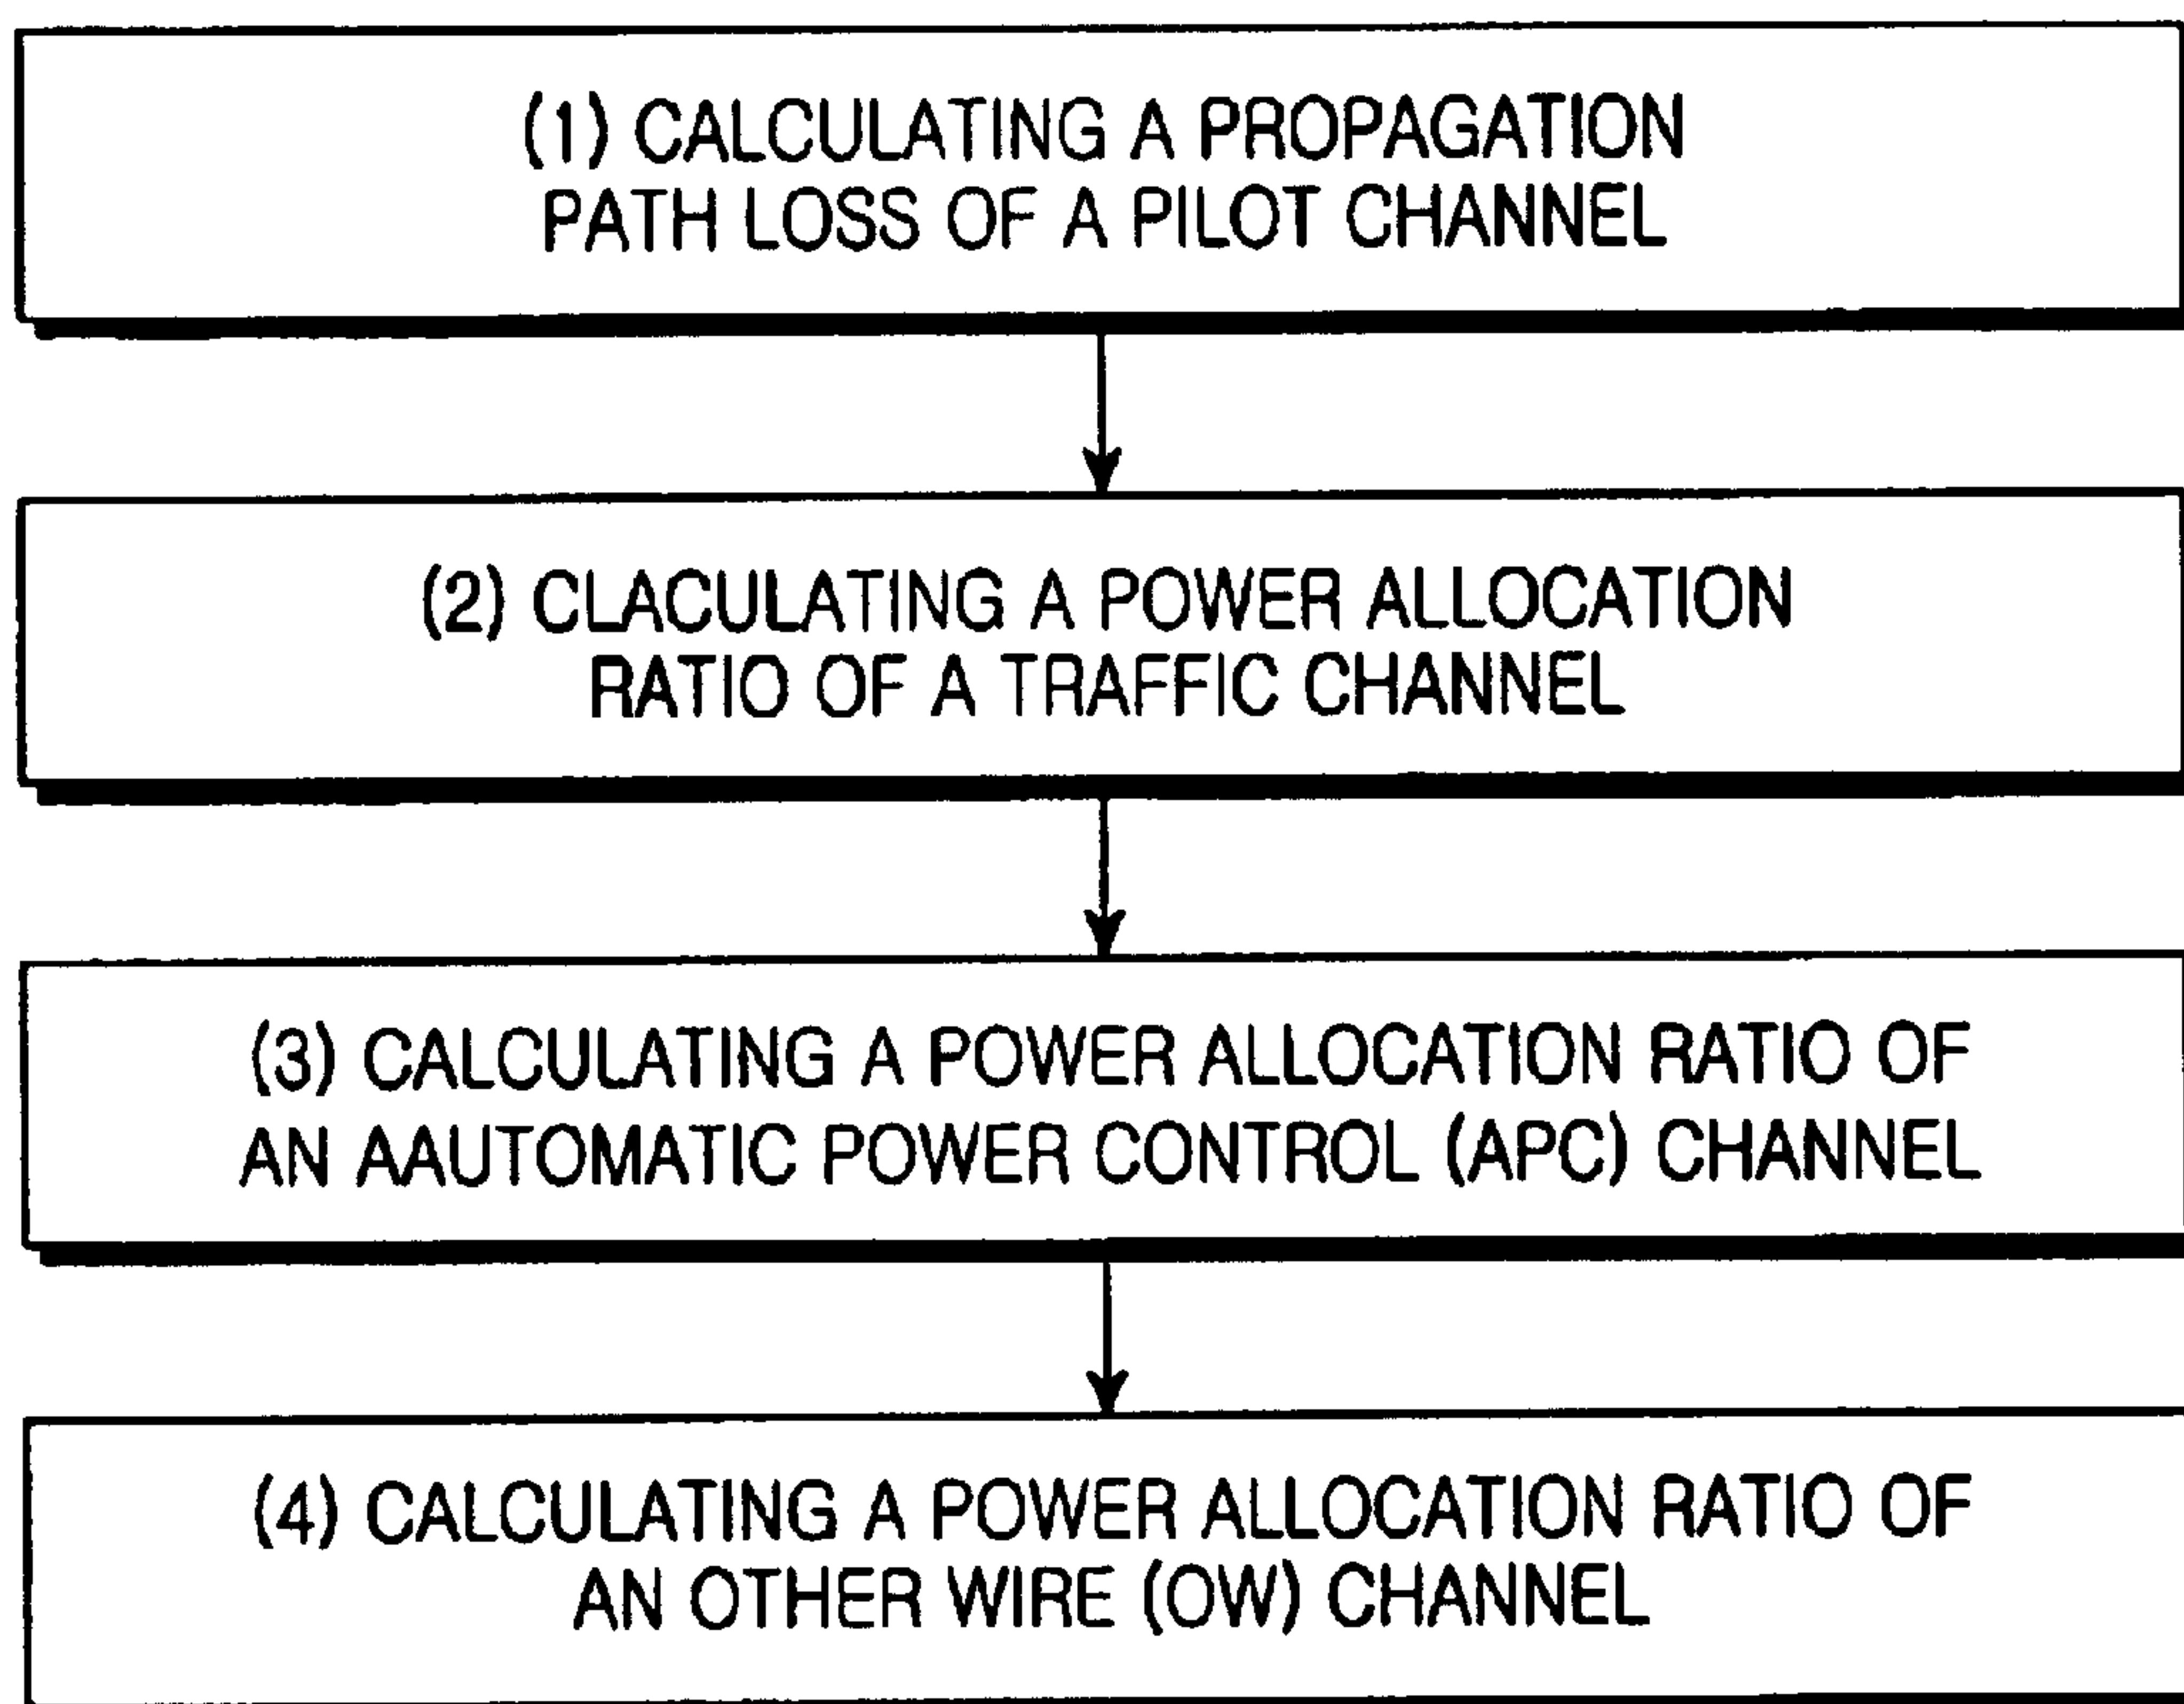 (1) CALCULATING A PROPAGATION
PATH LOSS OF A PILOT CHANNEL
(2) CLACULATING A POWER ALLOCATION
RATIO OF A TRAFFIC CHANNEL
(3) CALCULATING A POWER ALLOCATION RATIO OF
AN AAUTOMATIC POWER CONTROL (APC) CHANNEL
(4) CALCULATING A POWER ALLOCATION RATIO OF
AN OTHER WIRE (OW) CHANNEL